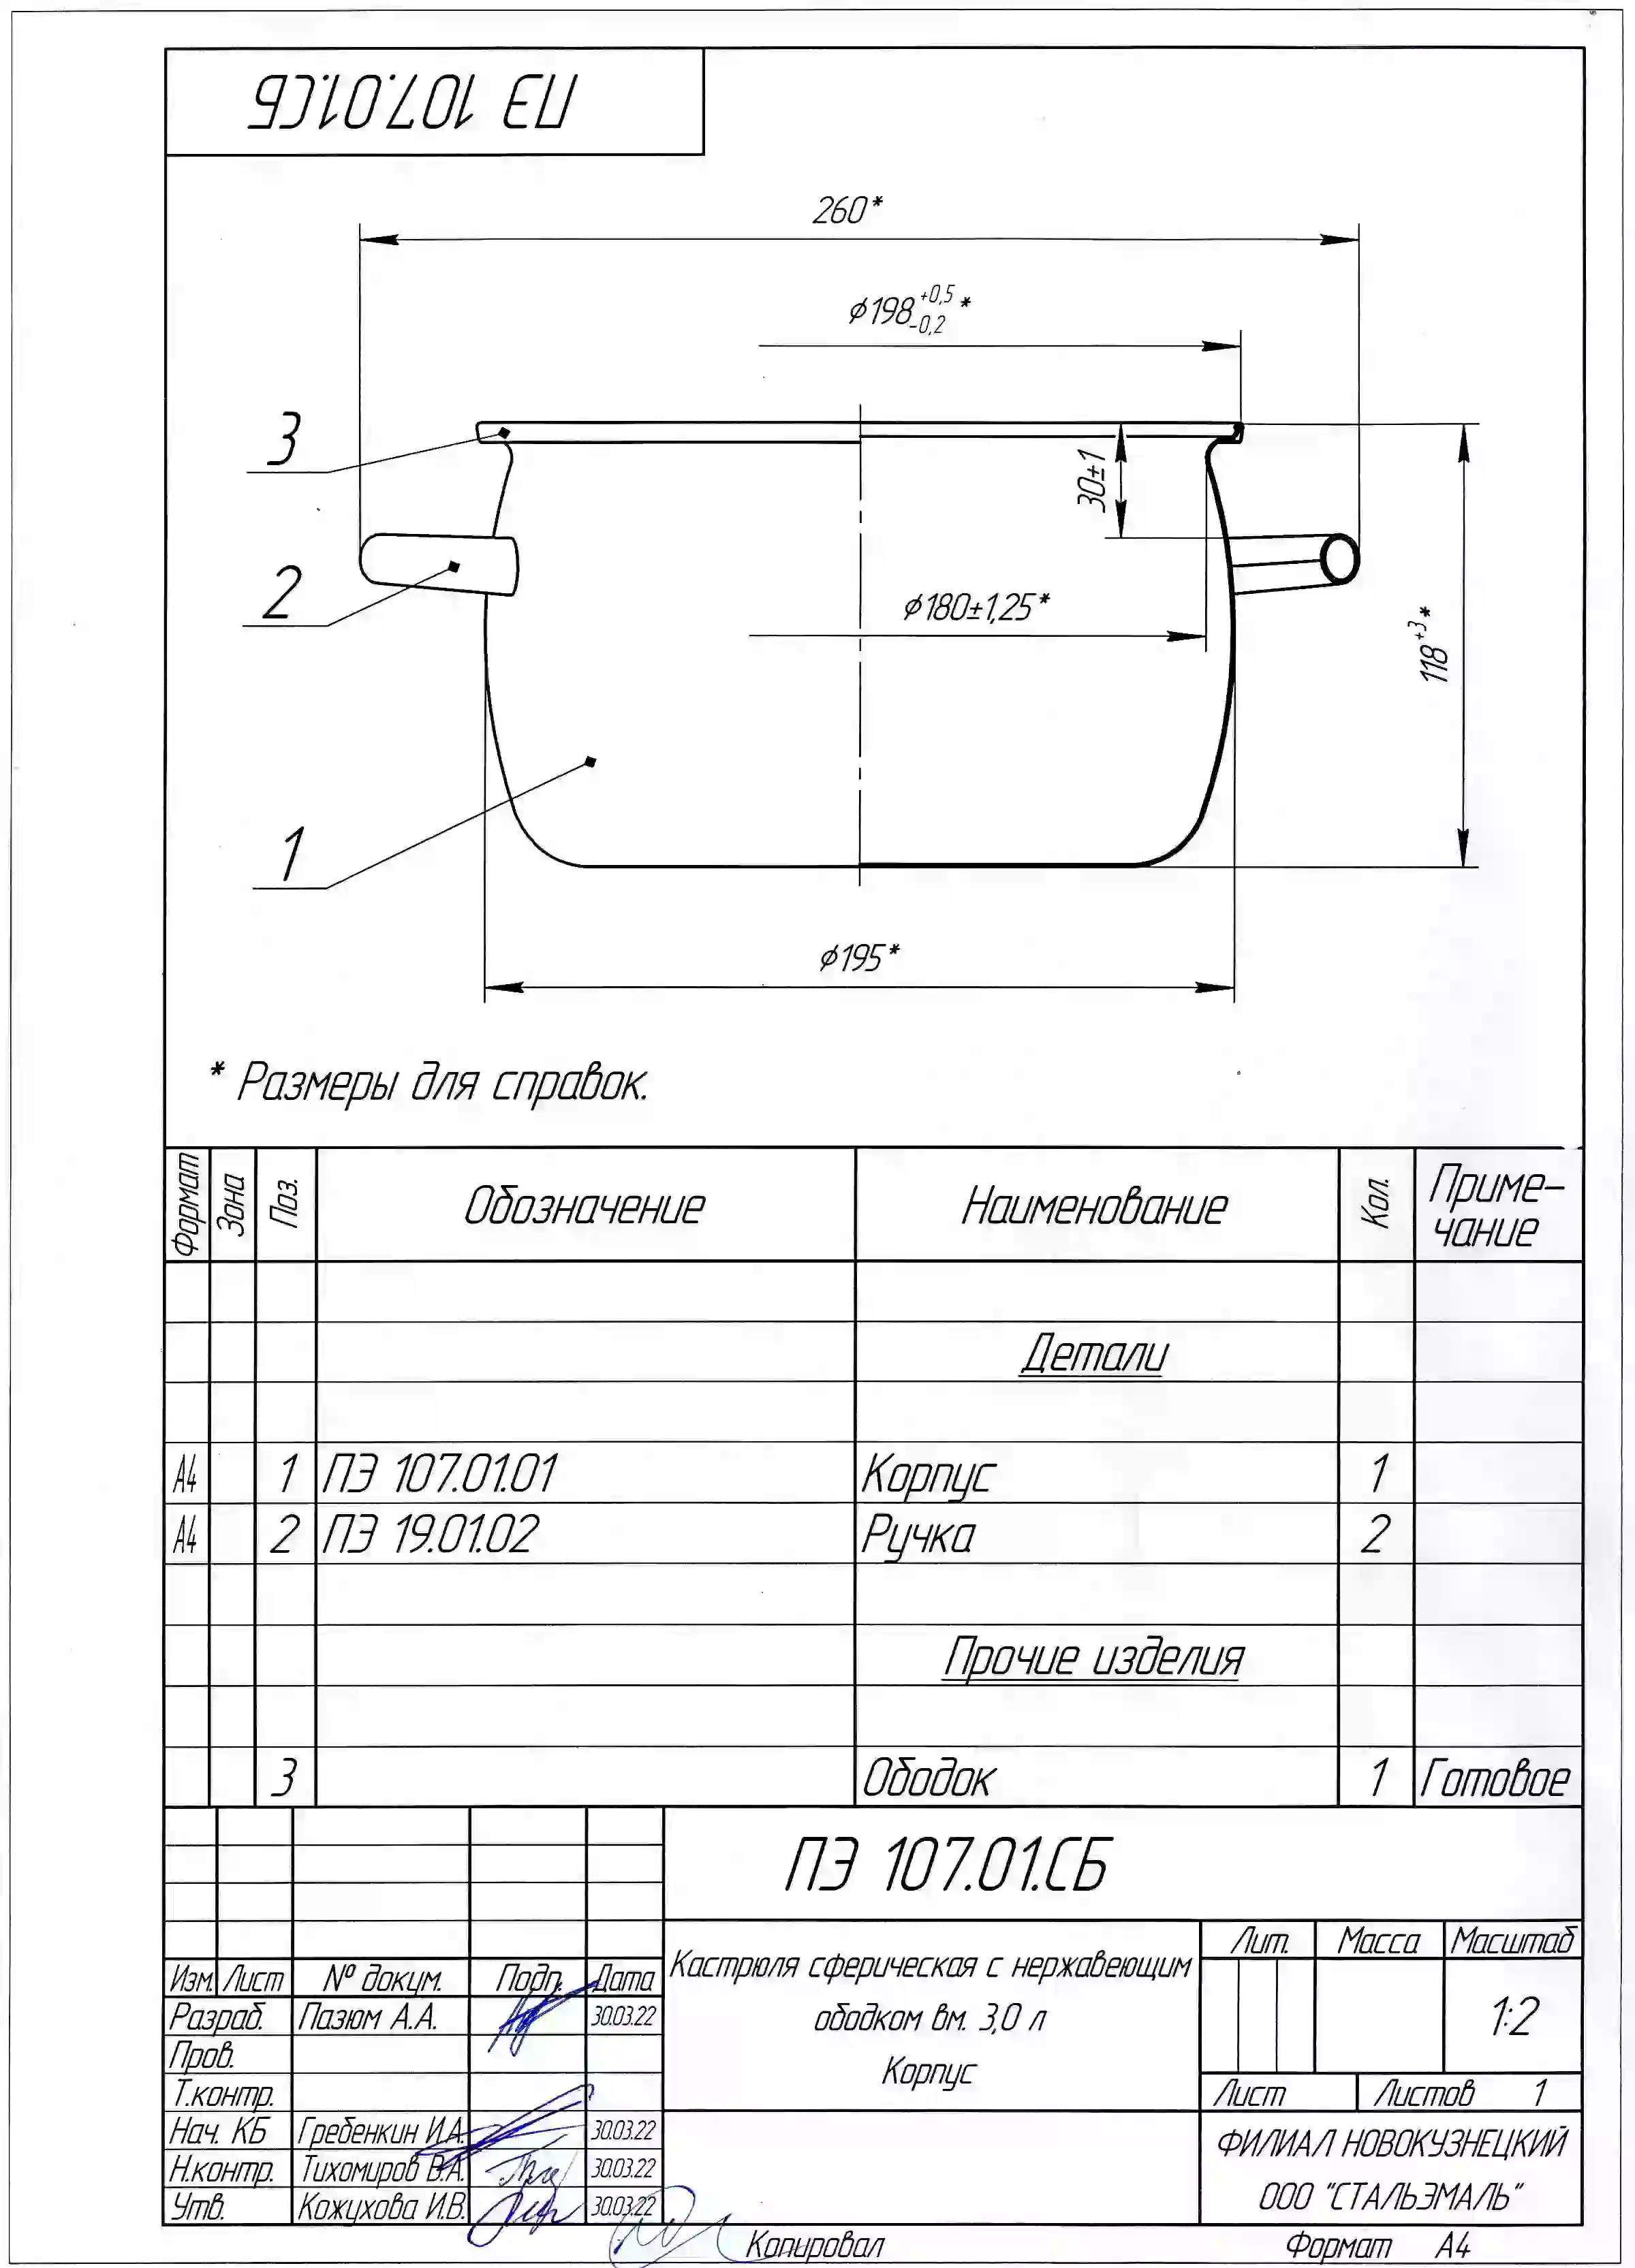 ПЭ 107.01.СБ
260*
⌀198 +0,5 -0,2 *
3
30±1
2
⌀180±1,25*
118 +3 *
1
⌀195*
* Размеры для справок.
Формат Зона Поз. Обозначение Наименование Кол. Приме-
чание
Детали
А4 1 ПЭ 107.01.01 Корпус 1
А4 2 ПЭ 19.01.02 Ручка 2
Прочие изделия
3 Ободок 1 Готовое
ПЭ 107.01.СБ
Изм. Лист № докум. Подп. Дата
Разраб. Пазюм А.А. 30.03.22
Пров.
Т.контр.
Нач. КБ Гребенкин И.А. 30.03.22
Н.контр. Тихомиров В.А. 30.03.22
Утв. Кожухова И.В. 30.03.22
Кастрюля сферическая с нержавеющим
ободком вм. 3,0 л
Корпус
Лит. Масса Масштаб
1:2
Лист Листов 1
ФИЛИАЛ НОВОКУЗНЕЦКИЙ
ООО "СТАЛЬЭМАЛЬ"
Копировал Формат А4